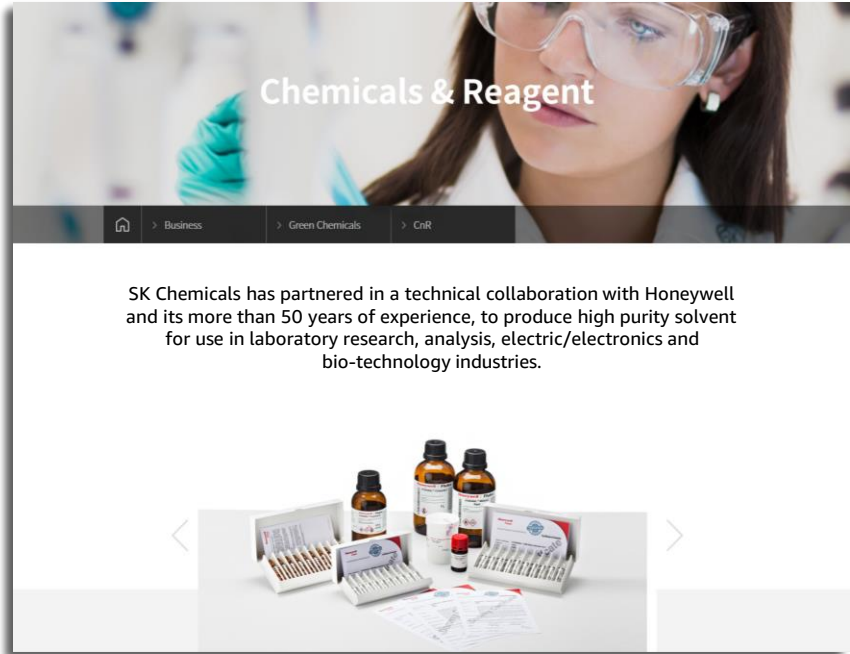 Chemicals & Reagent
Business
Green Chemicals
CnR
SK Chemicals has partnered in a technical collaboration with Honeywell
and its more than 50 years of experience, to produce high purity solvent
for use in laboratory research, analysis, electric/electronics and
bio-technology industries.